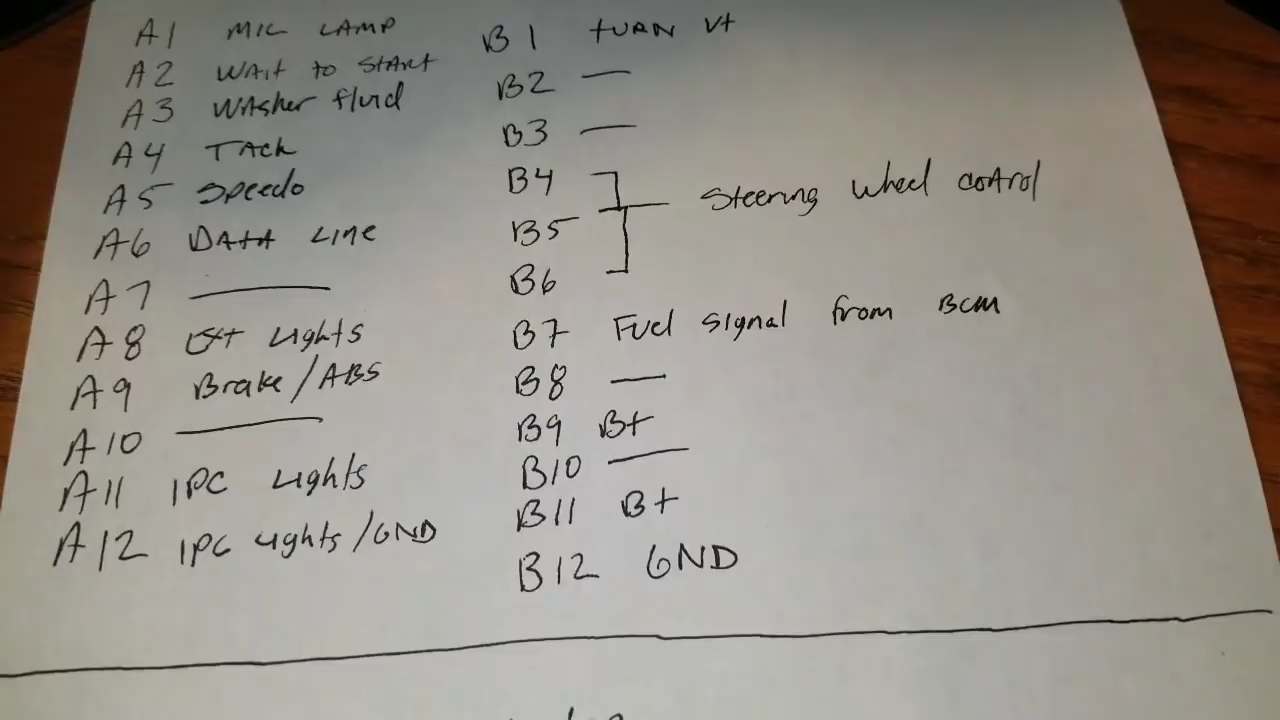 A1 MIL LAMP
A2 WAIT to StARt
A3 WAsher fluid
A4 TAch
A5 Speedo
A6 DATA LINE
A7
A8 Ext Lights
A9 Brake/ABS
A10
A11 IPC Lights
A12 IPC Lights/GND
B1 tURN V+
B2 —
B3 —
B4
B5
B6
Steering wheel control
B7 Fuel signal from BCM
B8 —
B9 B+
B10 —
B11 B+
B12 GND